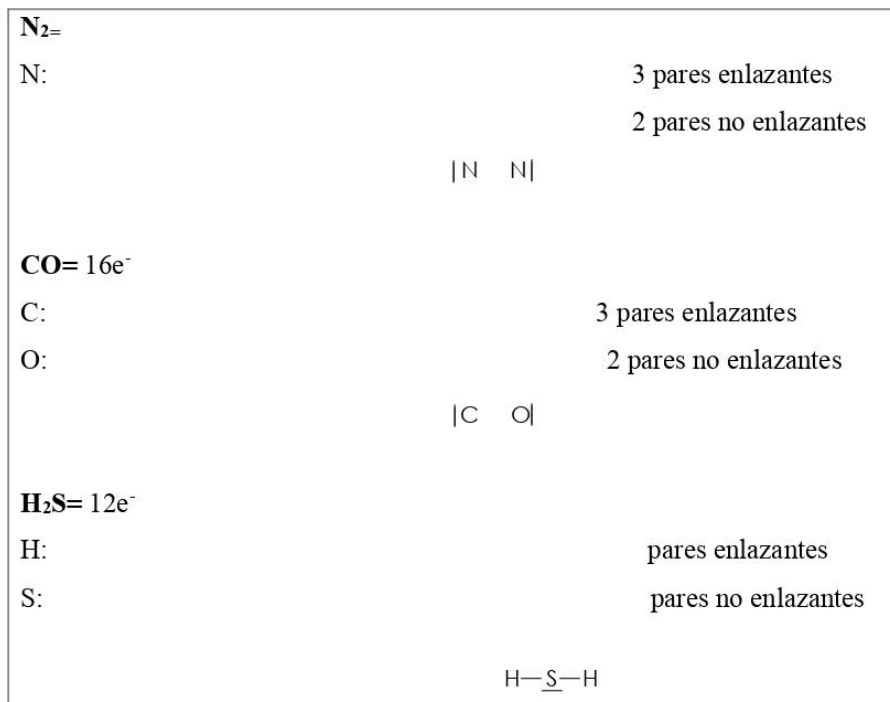 N₂=
N: 3 pares enlazantes
2 pares no enlazantes
|N N|
CO= 16e⁻
C: 3 pares enlazantes
O: 2 pares no enlazantes
|C O|
H₂S= 12e⁻
H: pares enlazantes
S: pares no enlazantes
H—S—H